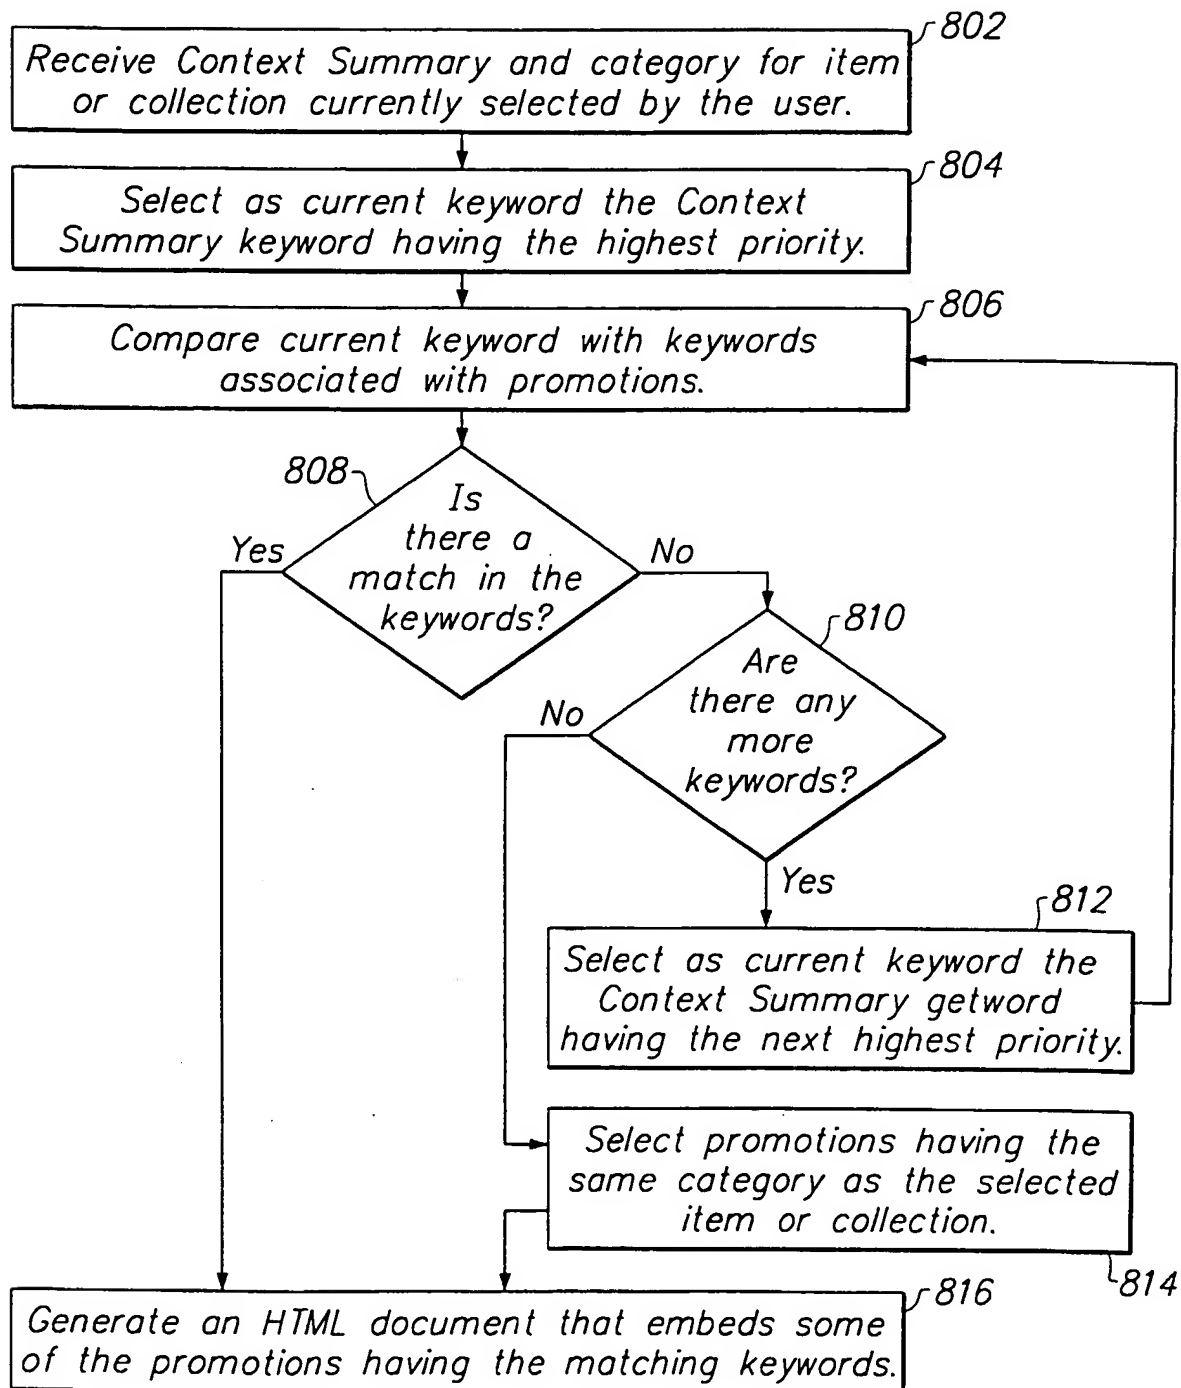 802
Receive Context Summary and category for item
or collection currently selected by the user.
804
Select as current keyword the Context
Summary keyword having the highest priority.
806
Compare current keyword with keywords
associated with promotions.
808
Is
there a
match in the
keywords?
Yes
No
810
Are
there any
more
keywords?
No
Yes
812
Select as current keyword the
Context Summary getword
having the next highest priority.
Select promotions having the
same category as the selected
item or collection.
814
816
Generate an HTML document that embeds some
of the promotions having the matching keywords.